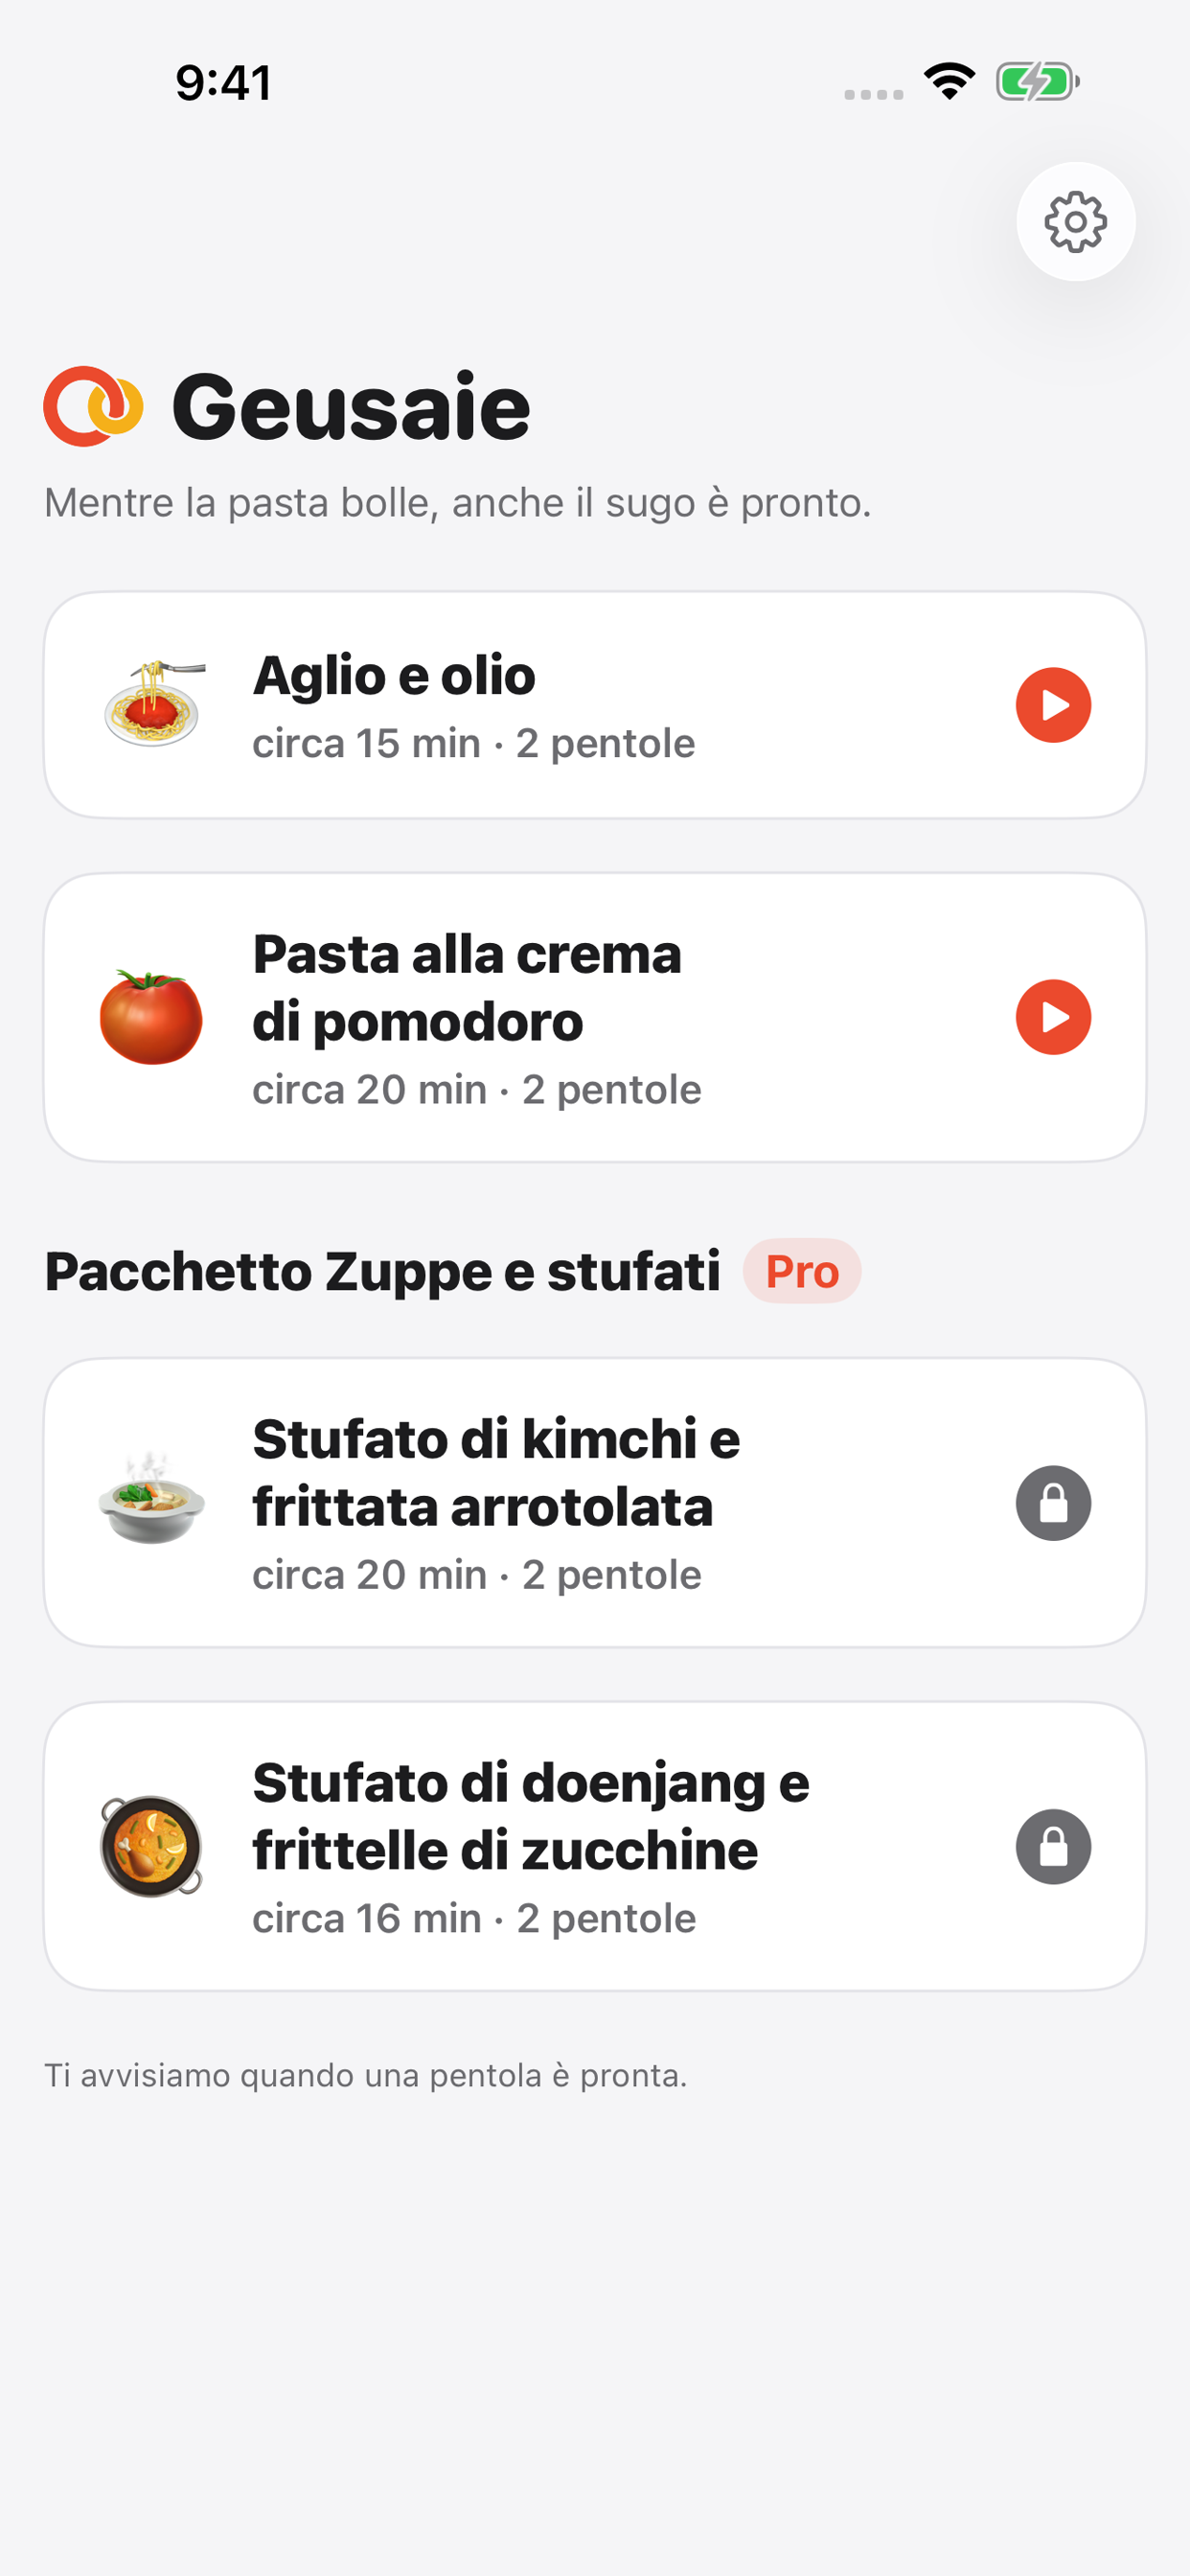 9:41
Geusaie
Mentre la pasta bolle, anche il sugo è pronto.
Aglio e olio
circa 15 min · 2 pentole
Pasta alla crema
di pomodoro
circa 20 min · 2 pentole
Pacchetto Zuppe e stufati Pro
Stufato di kimchi e
frittata arrotolata
circa 20 min · 2 pentole
Stufato di doenjang e
frittelle di zucchine
circa 16 min · 2 pentole
Ti avvisiamo quando una pentola è pronta.